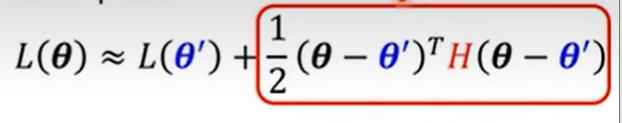 L(θ) ≈ L(θ′) + 1/2 (θ − θ′)ᵀ H(θ − θ′)